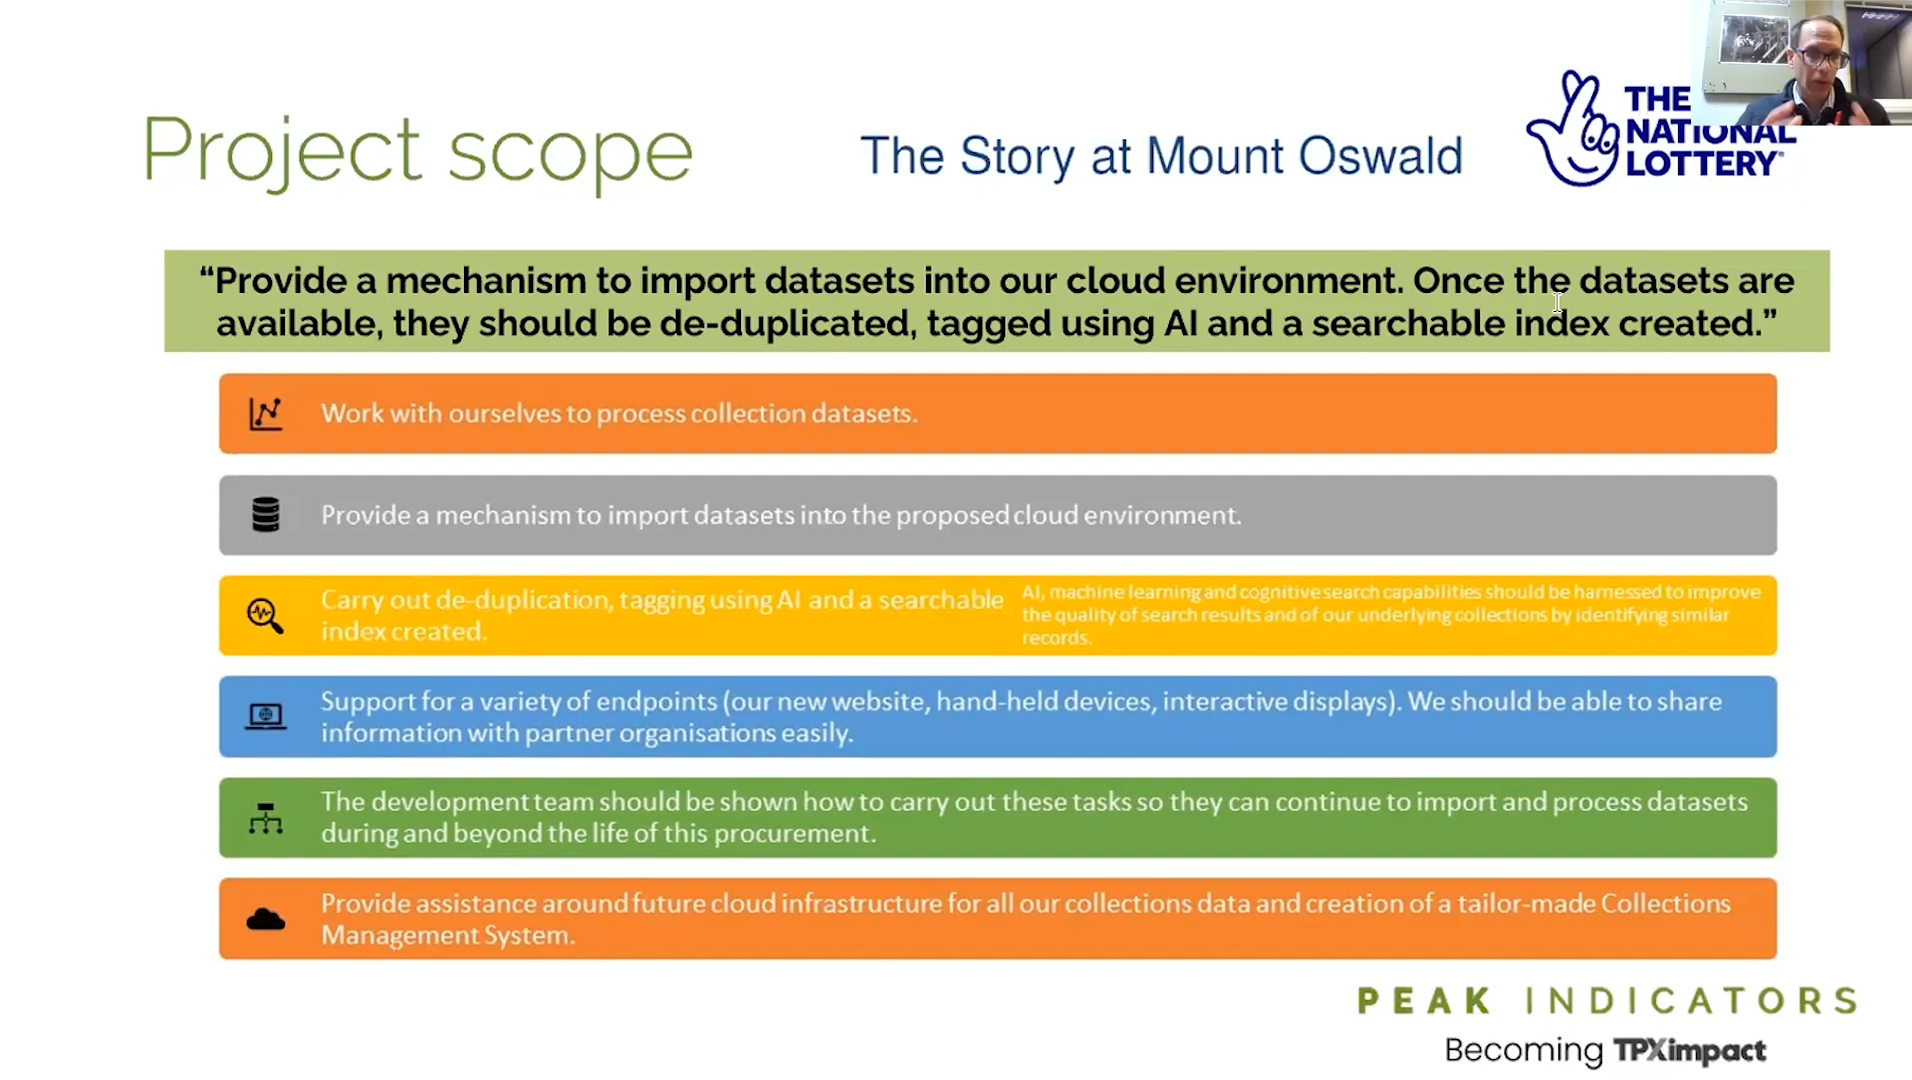 Project scope
The Story at Mount Oswald
THE
NATIONAL
LOTTERY
“Provide a mechanism to import datasets into our cloud environment. Once the datasets are
available, they should be de-duplicated, tagged using AI and a searchable index created.”
Work with ourselves to process collection datasets.
Provide a mechanism to import datasets into the proposed cloud environment.
Carry out de-duplication, tagging using AI and a searchable
index created.
AI, machine learning and cognitive search capabilities should be harnessed to improve
the quality of search results and of our underlying collections by identifying similar
records.
Support for a variety of endpoints (our new website, hand-held devices, interactive displays). We should be able to share
information with partner organisations easily.
The development team should be shown how to carry out these tasks so they can continue to import and process datasets
during and beyond the life of this procurement.
Provide assistance around future cloud infrastructure for all our collections data and creation of a tailor-made Collections
Management System.
PEAK INDICATORS
Becoming TPXimpact